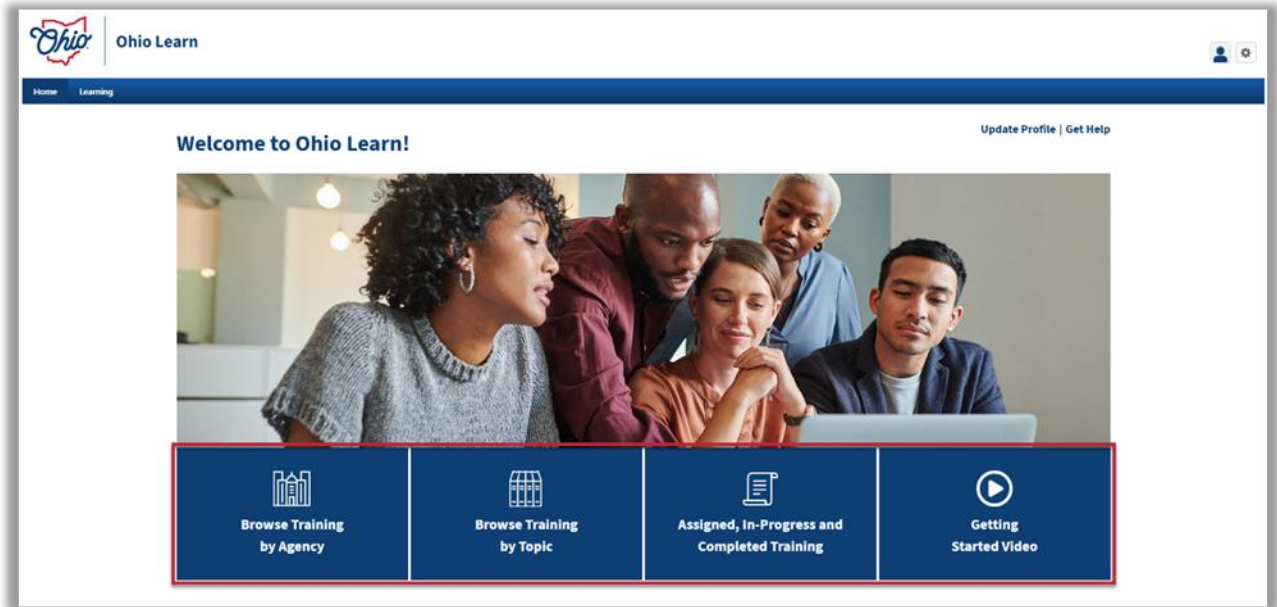 Ohio
Ohio Learn
Home Learning
Update Profile | Get Help
Welcome to Ohio Learn!
Browse Training
by Agency
Browse Training
by Topic
Assigned, In-Progress and
Completed Training
Getting
Started Video